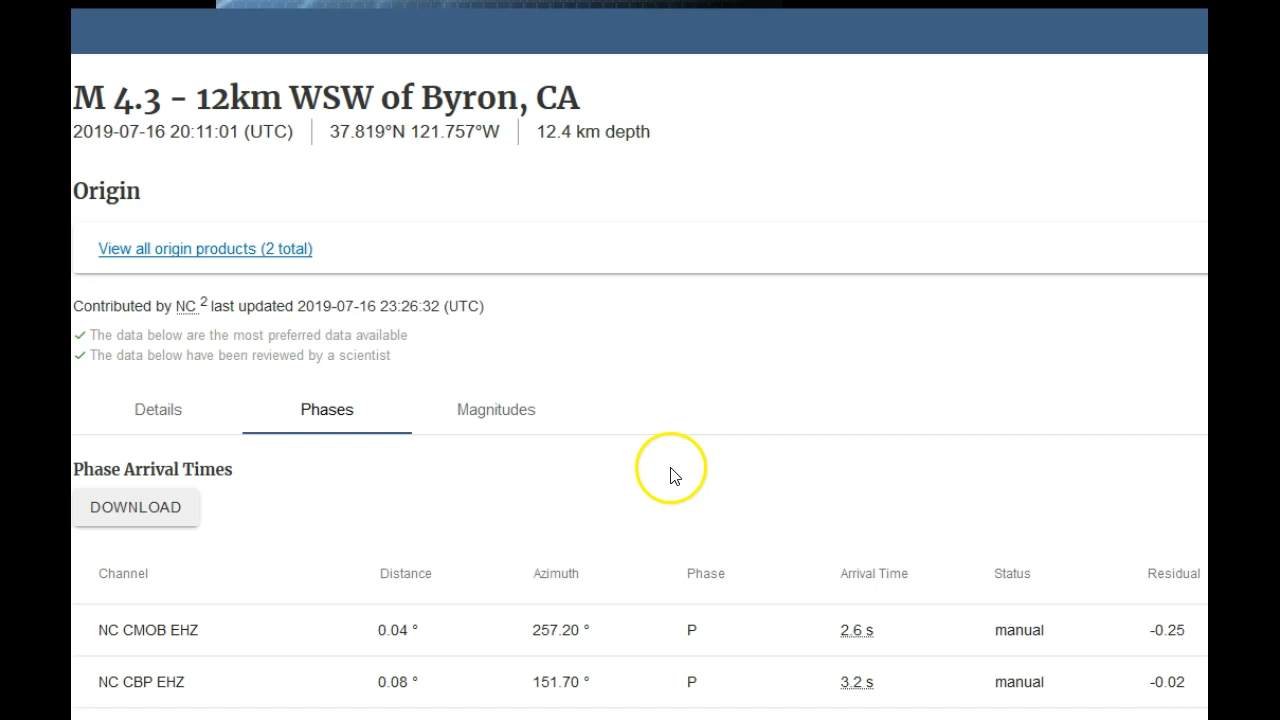 M 4.3 - 12km WSW of Byron, CA
2019-07-16 20:11:01 (UTC) 37.819°N 121.757°W 12.4 km depth
Origin
View all origin products (2 total)
Contributed by NC 2 last updated 2019-07-16 23:26:32 (UTC)
The data below are the most preferred data available
The data below have been reviewed by a scientist
Details Phases Magnitudes
Phase Arrival Times
DOWNLOAD
Channel Distance Azimuth Phase Arrival Time Status Residual
NC CMOB EHZ 0.04 ° 257.20 ° P 2.6 s manual -0.25
NC CBP EHZ 0.08 ° 151.70 ° P 3.2 s manual -0.02